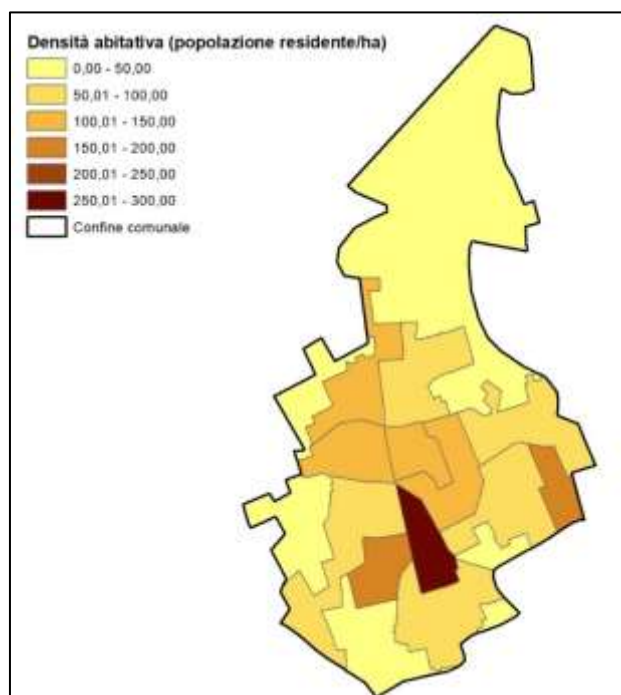 Densità abitativa (popolazione residente/ha)
0,00 - 50,00
50,01 - 100,00
100,01 - 150,00
150,01 - 200,00
200,01 - 250,00
250,01 - 300,00
Confine comunale